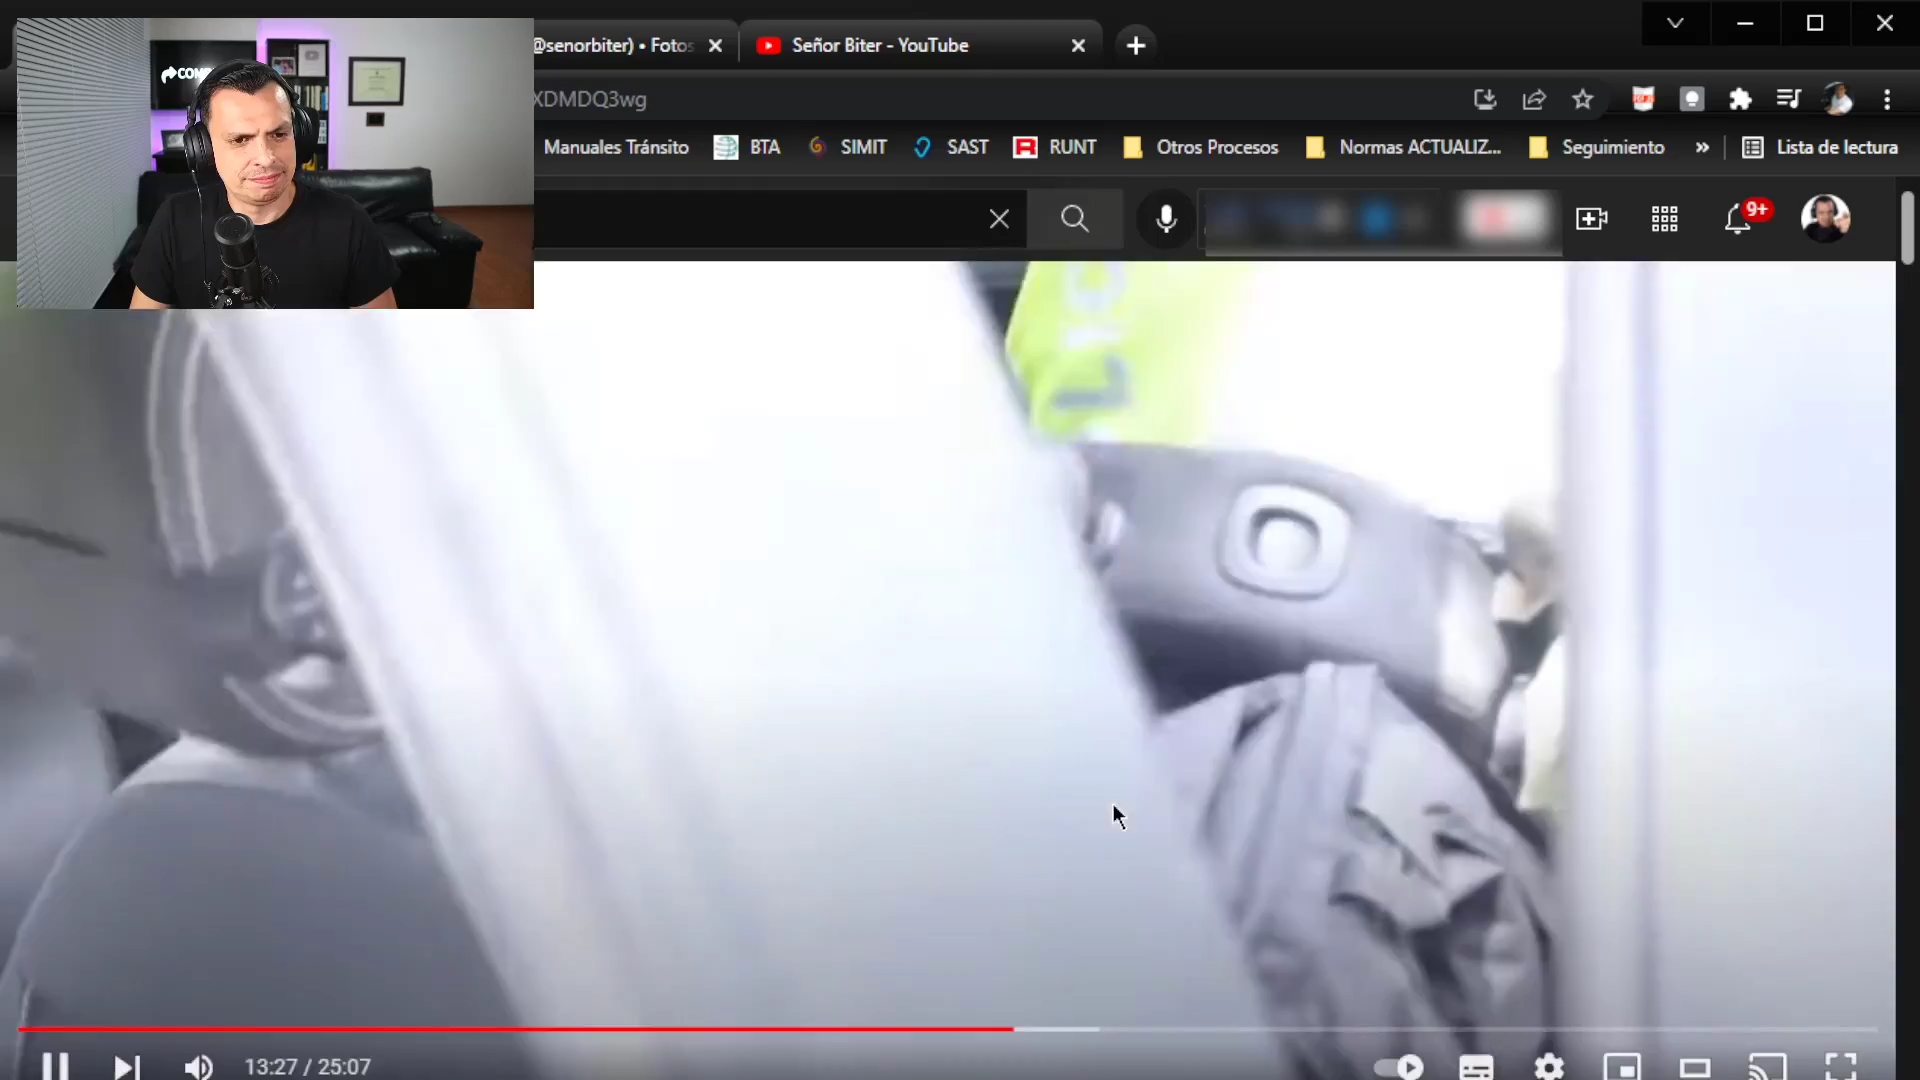 @senorbiter) • Fotos
Señor Biter - YouTube
XDMDQ3wg
Manuales Tránsito
BTA
SIMIT
SAST
RUNT
Otros Procesos
Normas ACTUALIZ...
Seguimiento
»
Lista de lectura
9+
13:27 / 25:07